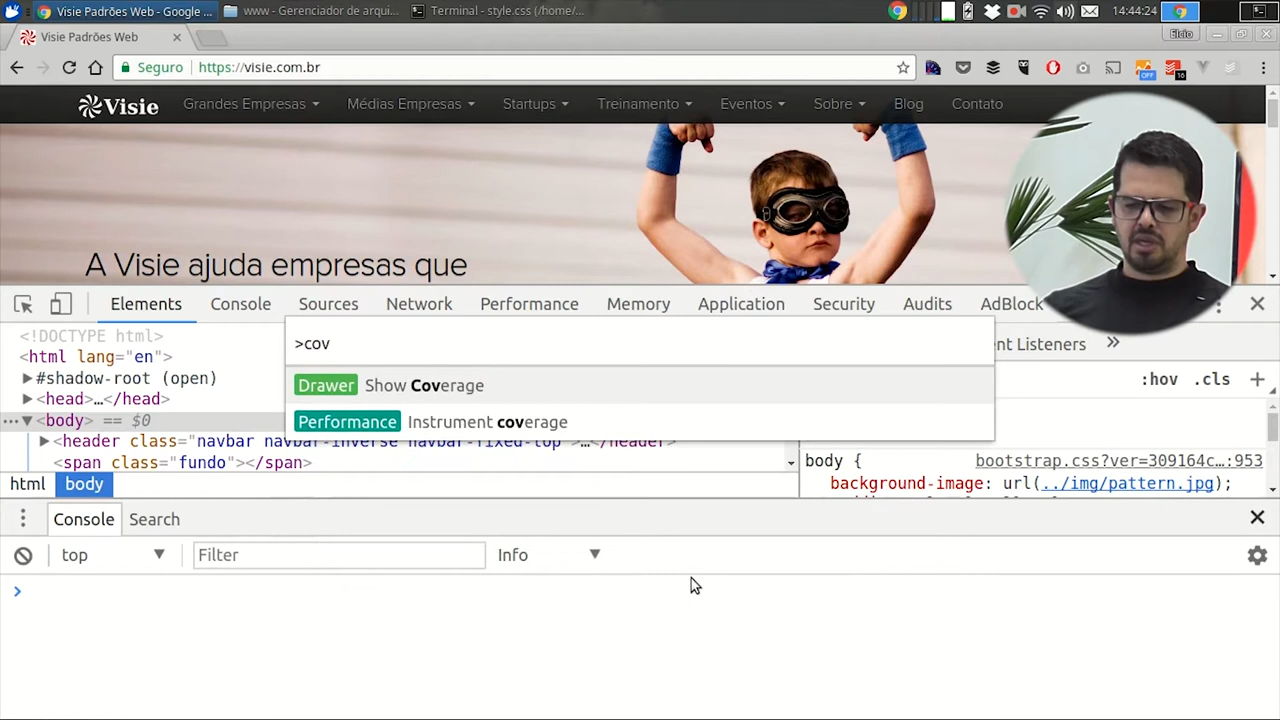 Visie Padrões Web - Google ...
www - Gerenciador de arqui...
Terminal - style.css (/home/...
14:44:24
Visie Padrões Web
Elcio
Seguro
https://visie.com.br
OFF
16
Visie
Grandes Empresas
Médias Empresas
Startups
Treinamento
Eventos
Sobre
Blog
Contato
A Visie ajuda empresas que
Elements
Console
Sources
Network
Performance
Memory
Application
Security
Audits
AdBlock
<!DOCTYPE html>
<html lang="en">
#shadow-root (open)
<head>…</head>
<body> == $0
<header class="navbar navbar-inverse navbar-fixed-top">…</header>
<span class="fundo"></span>
>cov
Drawer Show Coverage
Performance Instrument coverage
ent Listeners
:hov .cls
body {
bootstrap.css?ver=309164c…:953
background-image: url(../img/pattern.jpg);
html
body
Console
Search
top
Filter
Info